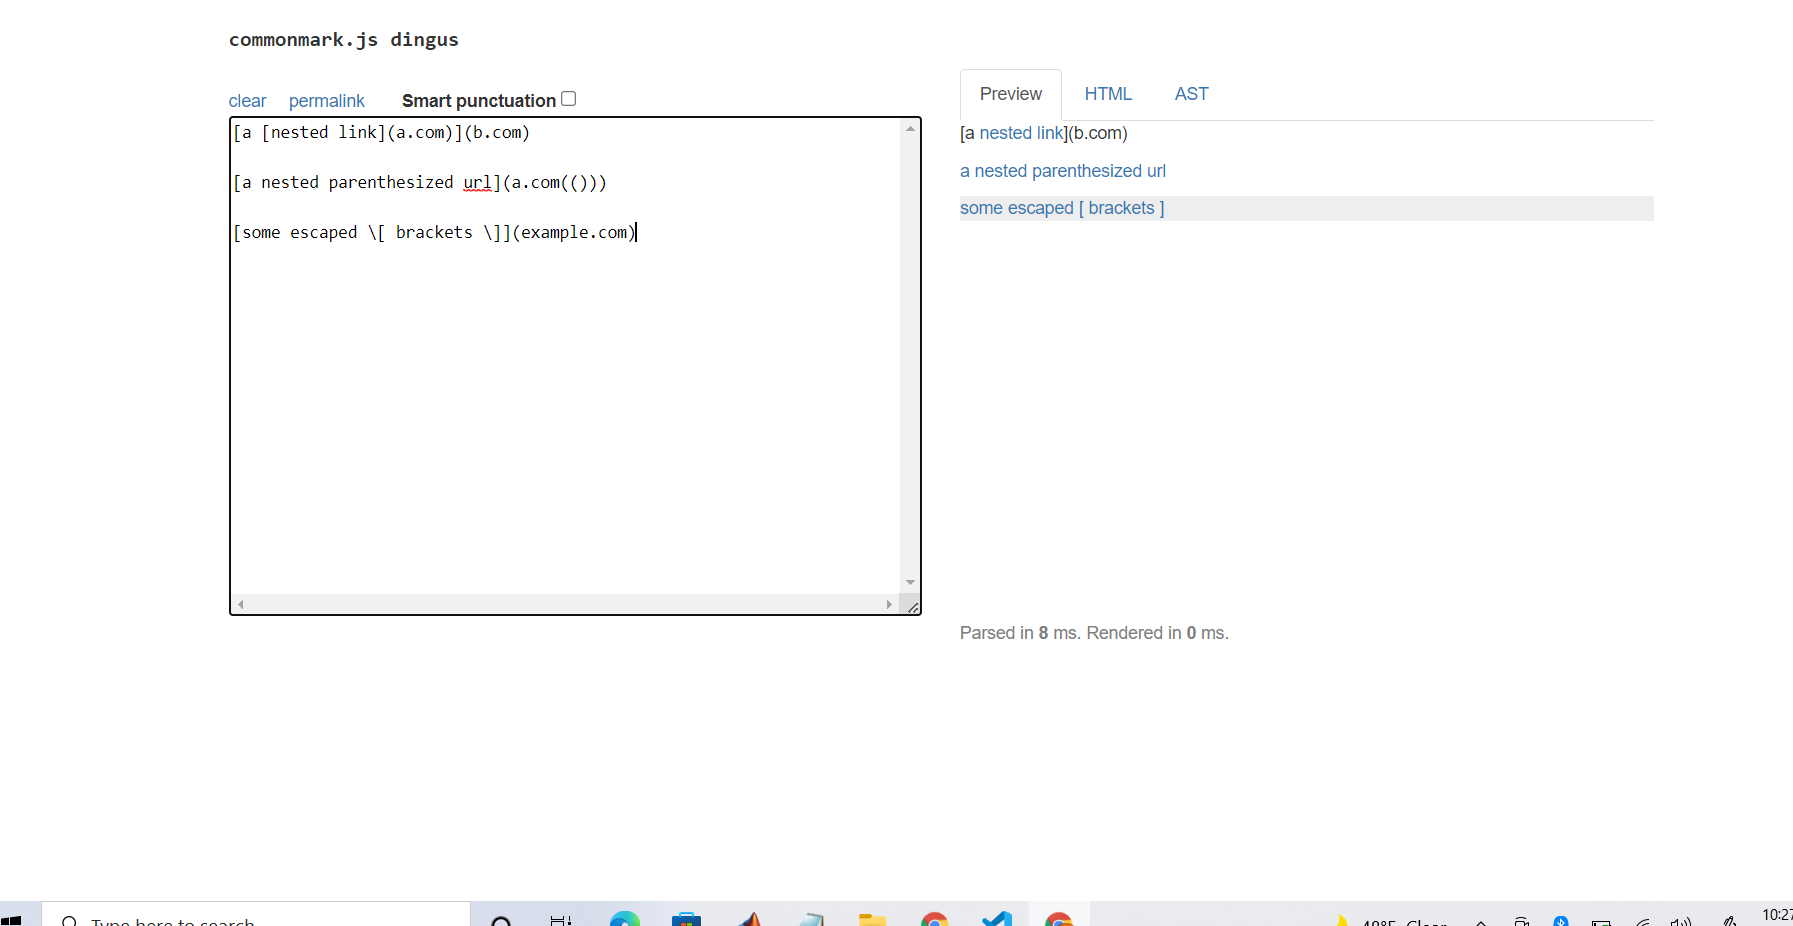 commonmark.js dingus
clear permalink Smart punctuation
Preview HTML AST
[a [nested link](a.com)](b.com)
[a nested parenthesized url](a.com(()))
[some escaped \[ brackets \]](example.com)
[a nested link](b.com)
a nested parenthesized url
some escaped [ brackets ]
Parsed in 8 ms. Rendered in 0 ms.
Type here to search
48°F Clear
10:27